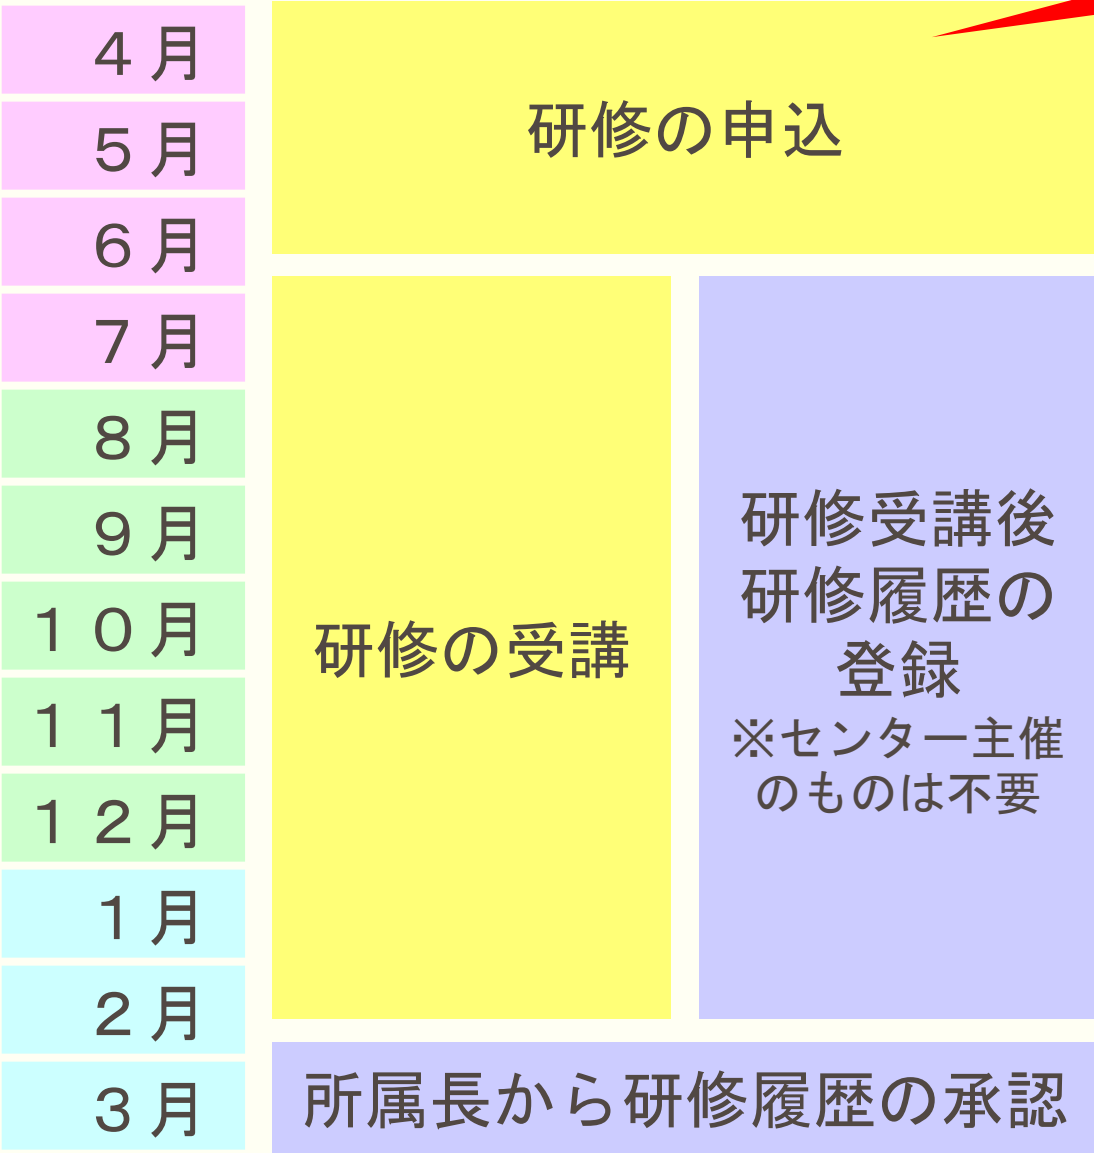 ４月
５月
６月
７月
８月
９月
１０月
１１月
１２月
１月
２月
３月
研修の申込
研修の受講
研修受講後
研修履歴の
登録
※センター主催
のものは不要
所属長から研修履歴の承認